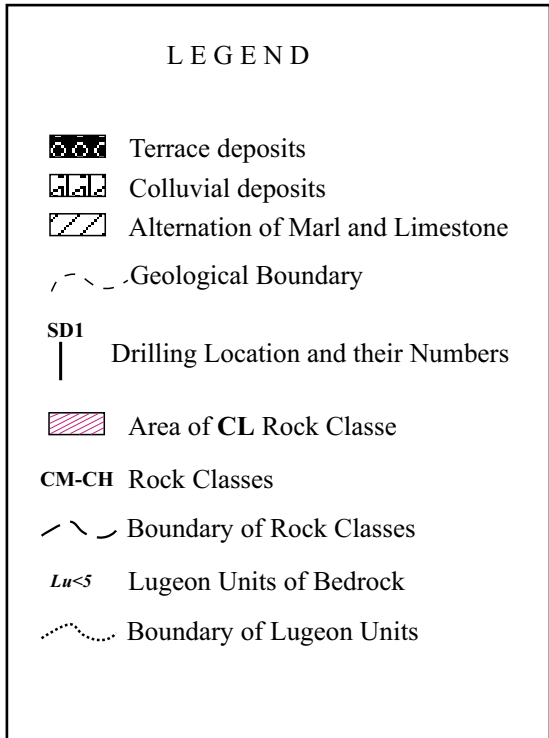 L E G E N D
Terrace deposits
Colluvial deposits
Alternation of Marl and Limestone
Geological Boundary
SD1
Drilling Location and their Numbers
Area of CL Rock Classe
CM-CH Rock Classes
Boundary of Rock Classes
Lu<5 Lugeon Units of Bedrock
Boundary of Lugeon Units